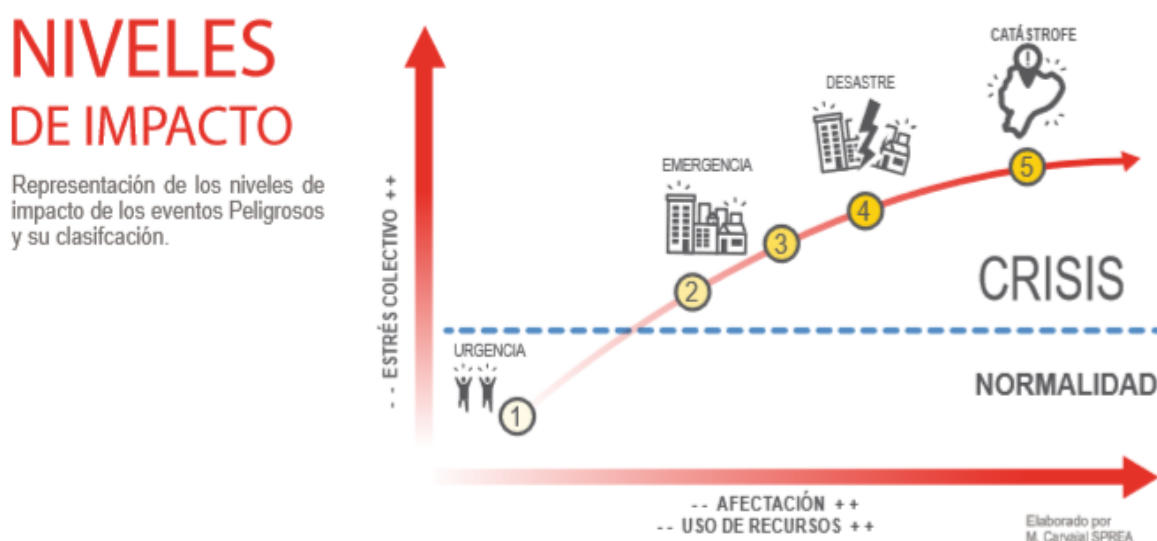 NIVELES
DE IMPACTO
Representación de los niveles de
impacto de los eventos Peligrosos
y su clasifcación.
- - ESTRÉS COLECTIVO ++
URGENCIA
1
EMERGENCIA
2
3
DESASTRE
4
CATÁSTROFE
!
5
CRISIS
NORMALIDAD
- - AFECTACIÓN ++
- - USO DE RECURSOS ++
Elaborado por
M. Carvajal SPREA